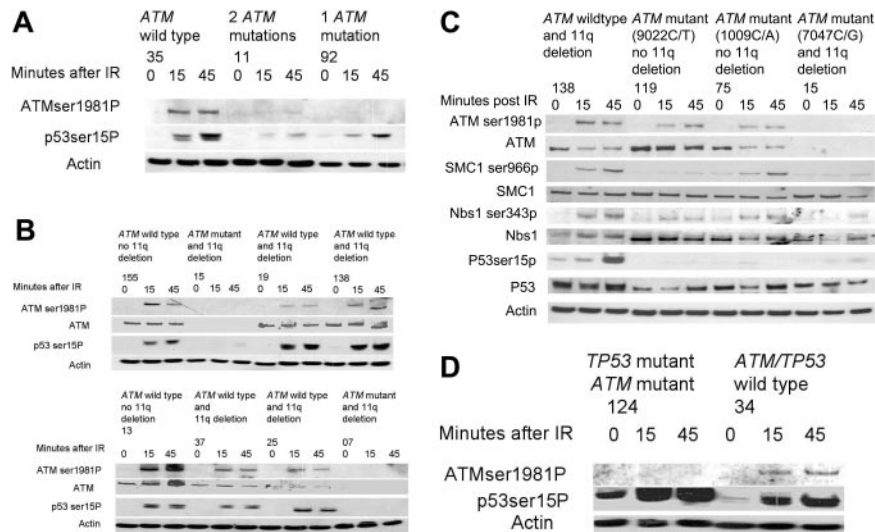 A
ATM
wild type
35
2 ATM
mutations
11
1 ATM
mutation
92
Minutes after IR 0 15 45 0 15 45 0 15 45
ATMser1981P
p53ser15P
Actin
B
ATM wild type
no 11q
deletion
155
ATM mutant
and 11q
deletion
15
ATM wild type
and 11q
deletion
19
ATM wild type
and 11q
deletion
138
Minutes after IR 0 15 45 0 15 45 0 15 45 0 15 45
ATM ser1981P
ATM
p53 ser15P
Actin
ATM wild type
no 11q
deletion
13
ATM wild type
and
11q deletion
37
ATM wild type
and 11q
deletion
25
ATM mutant
and 11q
deletion
07
Minutes after IR 0 15 45 0 15 45 0 15 45 0 15 45
ATM ser1981P
ATM
p53 ser15P
Actin
C
ATM wildtype
and 11q
deletion
138
ATM mutant
(9022C/T)
no 11q
deletion
119
ATM mutant
(1009C/A)
no 11q
deletion
75
ATM mutant
(7047C/G)
and 11q
deletion
15
Minutes post IR 0 15 45 0 15 45 0 15 45 0 15 45
ATM ser1981p
ATM
SMC1 ser966p
SMC1
Nbs1 ser343p
Nbs1
P53ser15p
P53
Actin
D
TP53 mutant
ATM mutant
124
ATM/TP53
wild type
34
Minutes after IR 0 15 45 0 15 45
ATMser1981P
p53ser15P
Actin